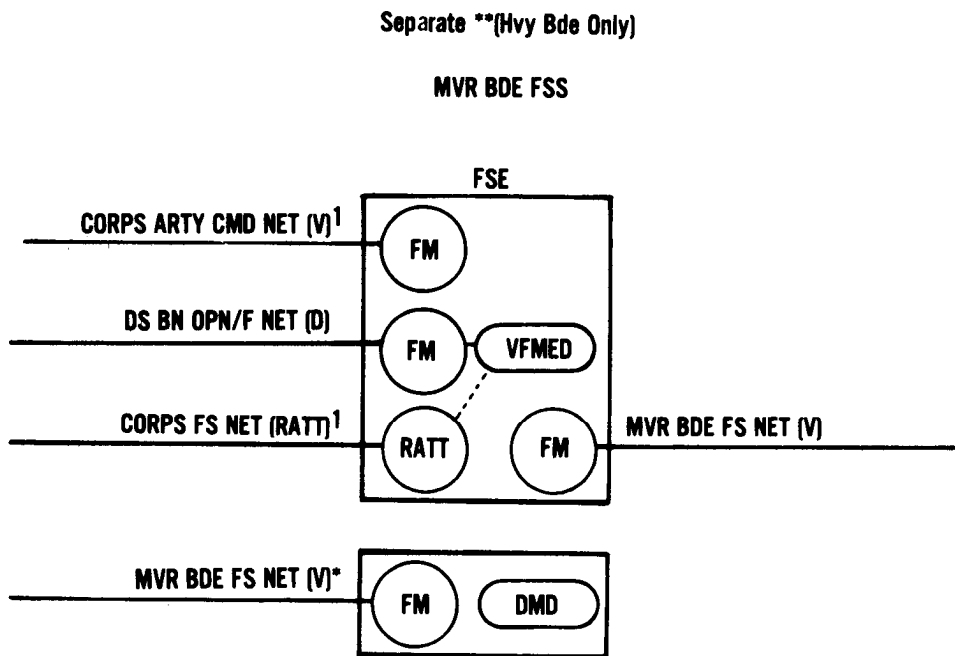 Separate **(Hvy Bde Only)
MVR BDE FSS
FSE
CORPS ARTY CMD NET (V)1
FM
DS BN OPN/F NET (D)
FM
VFMED
CORPS FS NET (RATT)1
RATT
FM
MVR BDE FS NET (V)
MVR BDE FS NET (V)*
FM
DMD